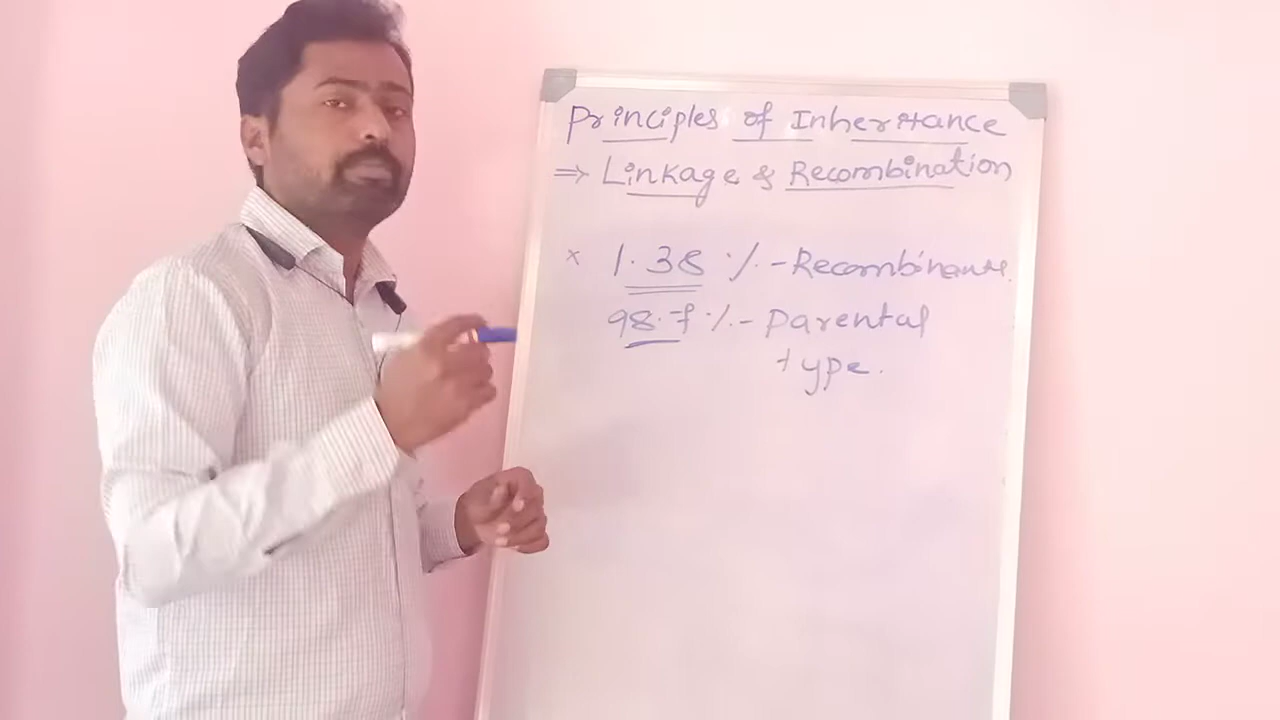 Principles of Inheritance
⇒ Linkage & Recombination
× 1.38 % - Recombinants.
98.7 % - Parental
type.